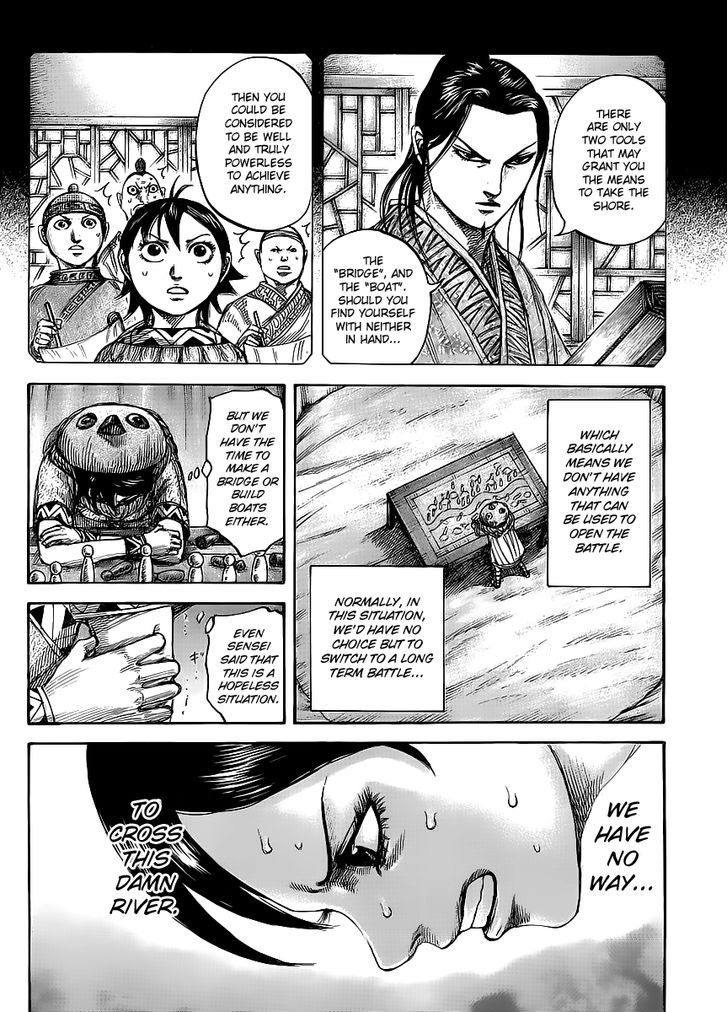 THERE
ARE ONLY
TWO TOOLS
THAT MAY
GRANT YOU
THE MEANS
TO TAKE
THE
SHORE.
THE
"BRIDGE", AND
THE "BOAT".
SHOULD YOU
FIND YOURSELF
WITH NEITHER
IN HAND...
THEN YOU
COULD BE
CONSIDERED
TO BE WELL
AND TRULY
POWERLESS
TO ACHIEVE
ANYTHING.
WHICH
BASICALLY
MEANS WE
DON'T HAVE
ANYTHING
THAT CAN
BE USED TO
OPEN THE
BATTLE.
NORMALLY, IN
THIS SITUATION,
WE'D HAVE NO
CHOICE BUT TO
SWITCH TO A LONG
TERM BATTLE...
BUT WE
DON'T HAVE
THE TIME TO
MAKE A
BRIDGE OR
BUILD
BOATS
EITHER.
EVEN
SENSEI
SAID THAT
THIS IS A
HOPELESS
SITUATION.
WE
HAVE
NO
WAY...
TO
CROSS
THIS
DAMN
RIVER.